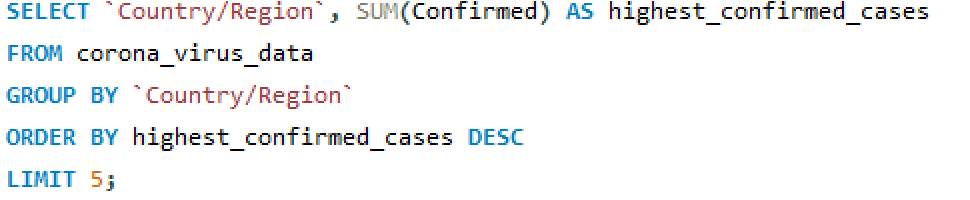 SELECT `Country/Region`, SUM(Confirmed) AS highest_confirmed_cases
FROM corona_virus_data
GROUP BY `Country/Region`
ORDER BY highest_confirmed_cases DESC
LIMIT 5;